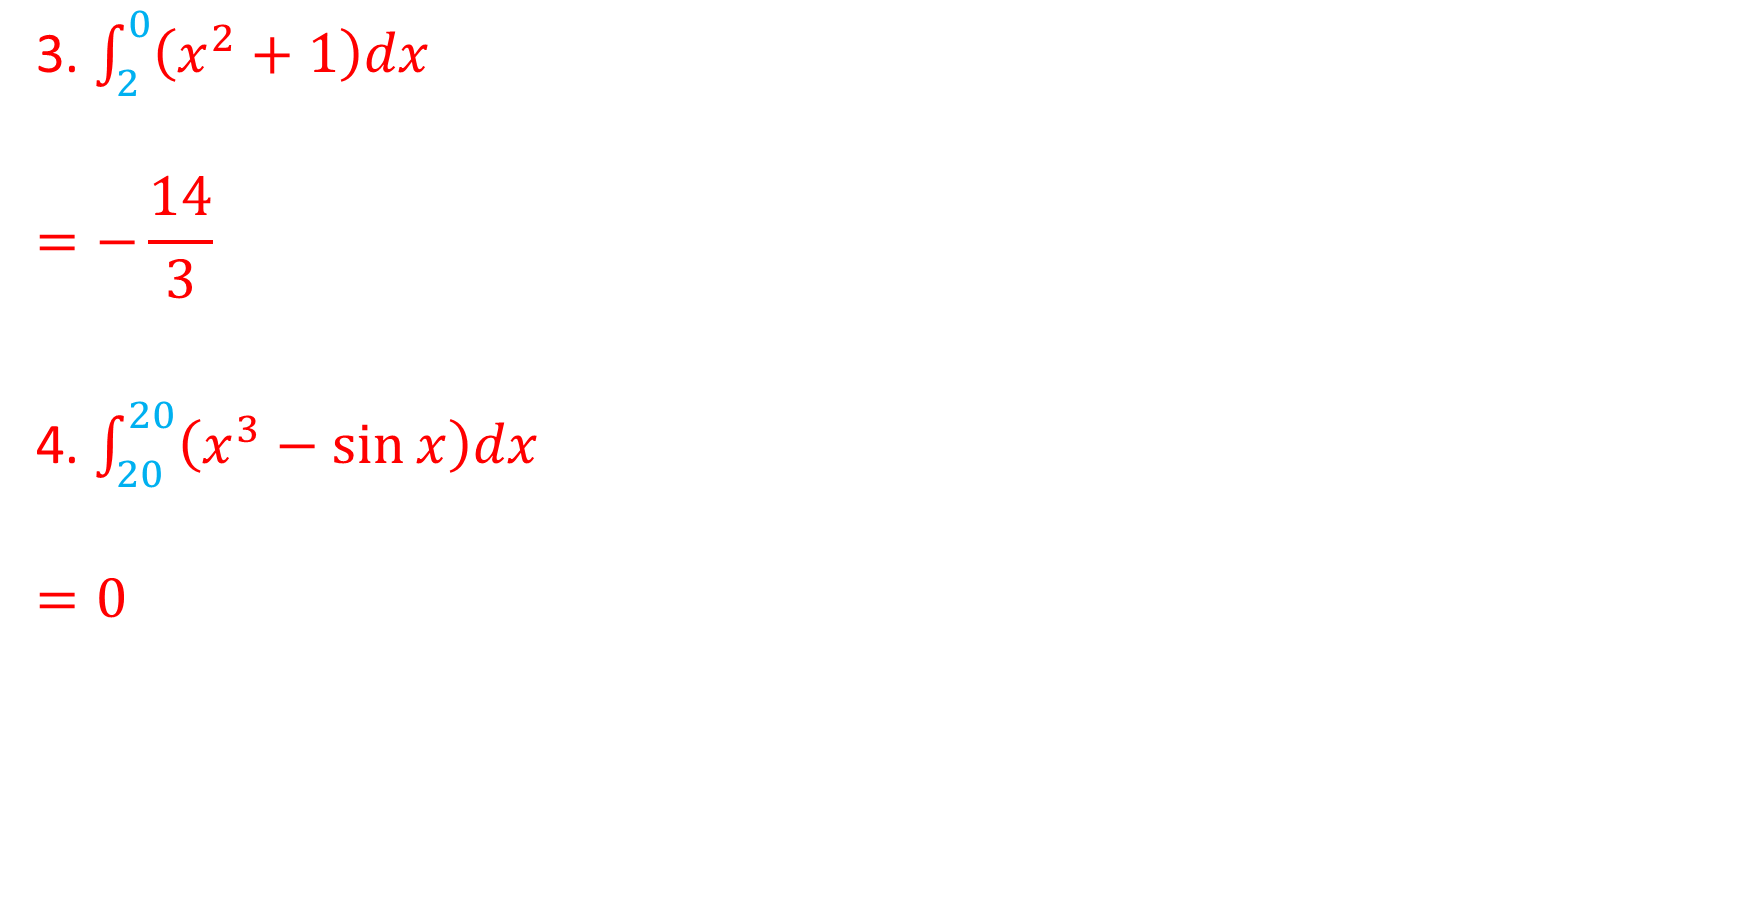 3. ∫₂⁰(x² + 1)dx
= −14/3
4. ∫₂₀²⁰(x³ − sin x)dx
= 0